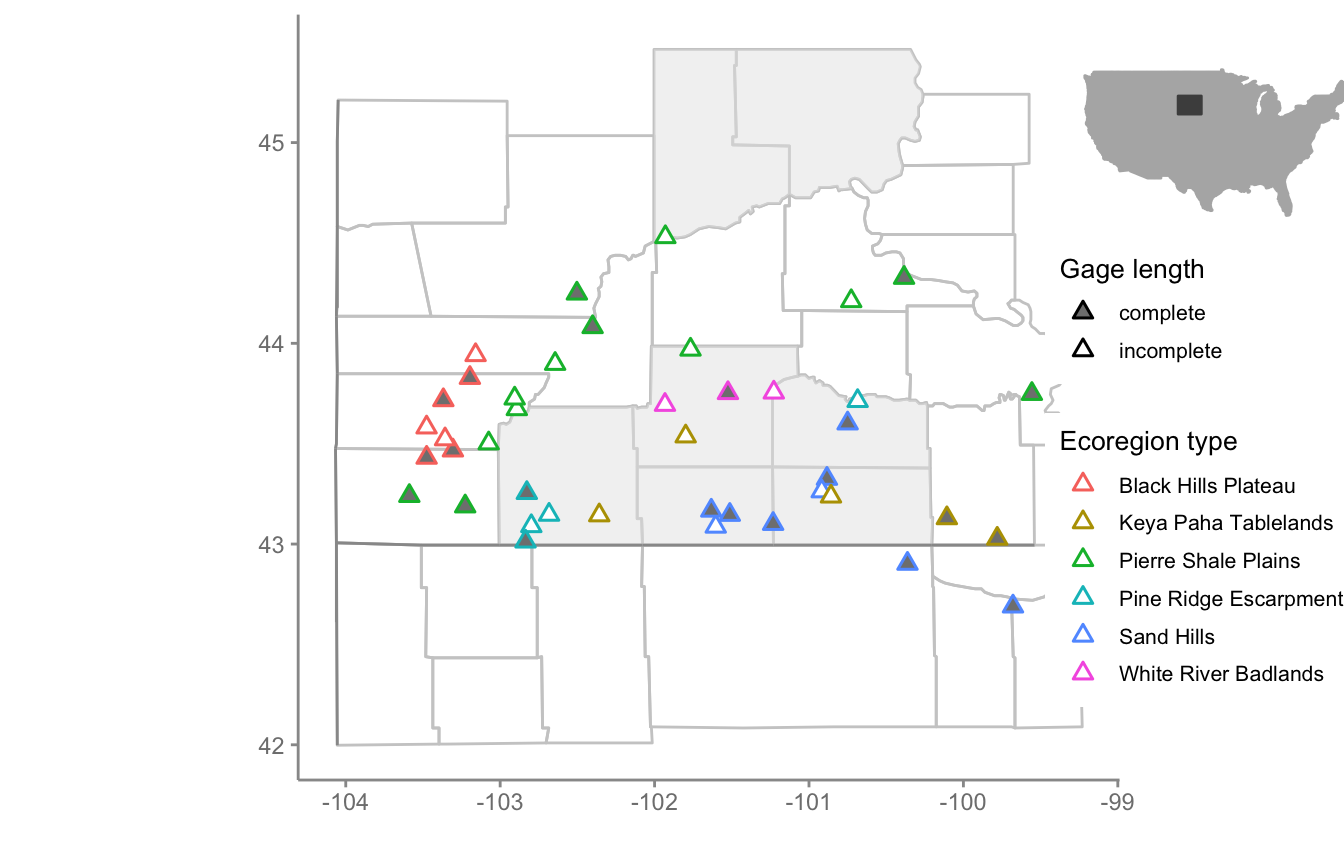 45
44
43
42
-104
-103
-102
-101
-100
-99
Gage length
complete
incomplete
Ecoregion type
Black Hills Plateau
Keya Paha Tablelands
Pierre Shale Plains
Pine Ridge Escarpment
Sand Hills
White River Badlands